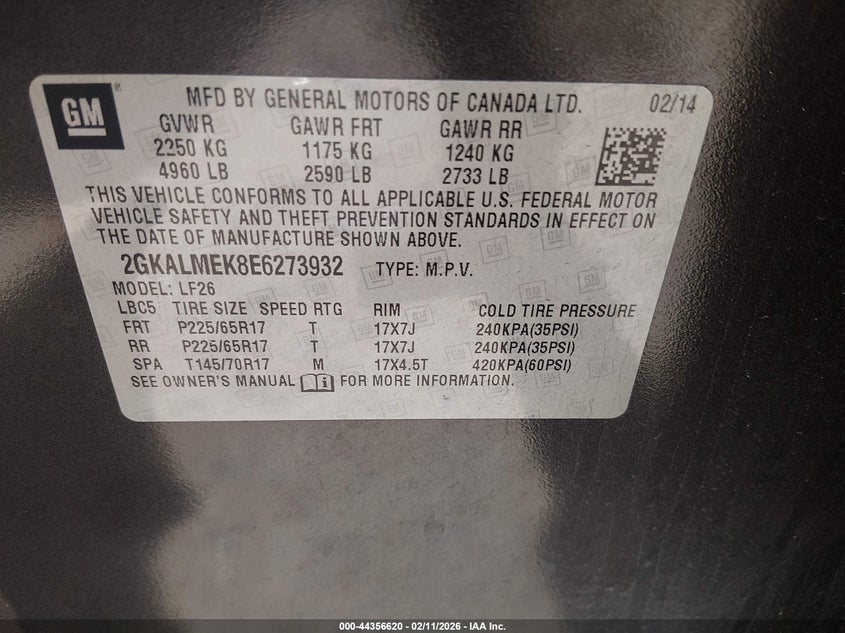 GM ®
MFD BY GENERAL MOTORS OF CANADA LTD. 02/14
GVWR GAWR FRT GAWR RR
2250 KG 1175 KG 1240 KG
4960 LB 2590 LB 2733 LB
THIS VEHICLE CONFORMS TO ALL APPLICABLE U.S. FEDERAL MOTOR
VEHICLE SAFETY AND THEFT PREVENTION STANDARDS IN EFFECT ON
THE DATE OF MANUFACTURE SHOWN ABOVE.
2GKALMEK8E6273932 TYPE: M.P.V.
MODEL: LF26
LBC5 TIRE SIZE SPEED RTG RIM COLD TIRE PRESSURE
FRT P225/65R17 T 17X7J 240KPA(35PSI)
RR P225/65R17 T 17X7J 240KPA(35PSI)
SPA T145/70R17 M 17X4.5T 420KPA(60PSI)
SEE OWNER'S MANUAL FOR MORE INFORMATION.
000-44356620 - 02/11/2026 - IAA Inc.